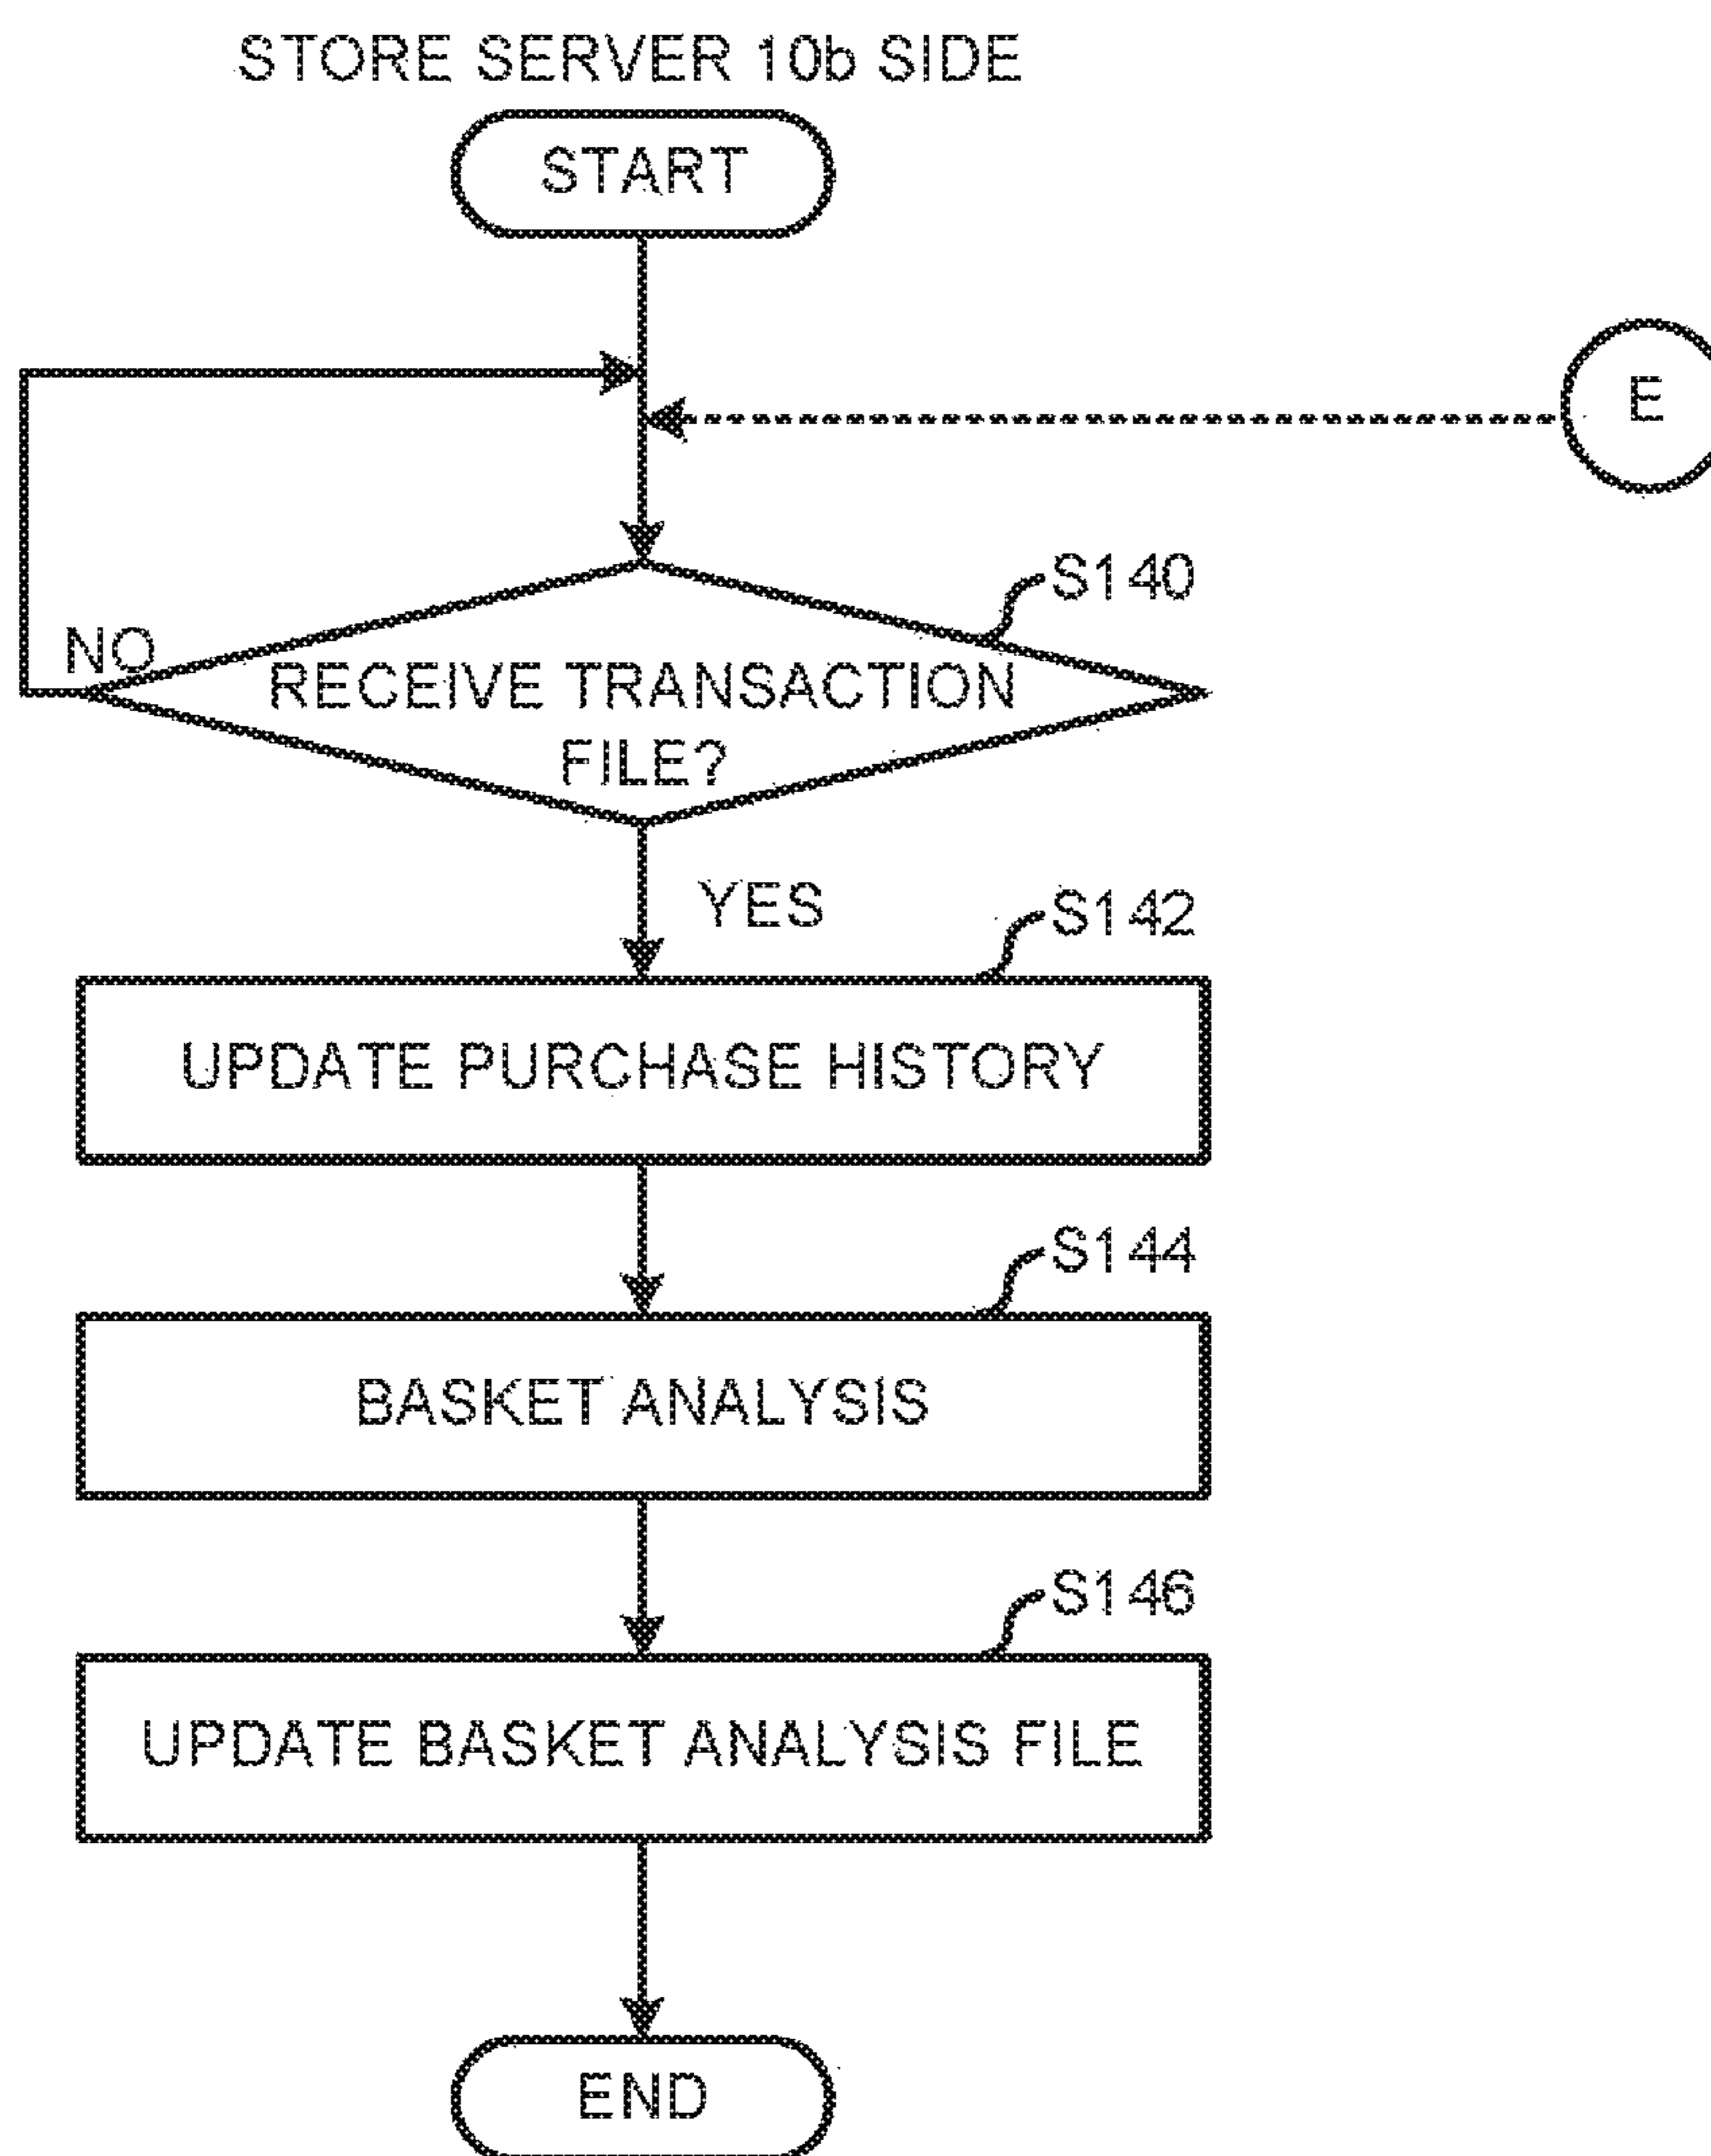 STORE SERVER 10b SIDE
START
E
S140
NO
RECEIVE TRANSACTION
FILE?
YES
S142
UPDATE PURCHASE HISTORY
S144
BASKET ANALYSIS
S146
UPDATE BASKET ANALYSIS FILE
END